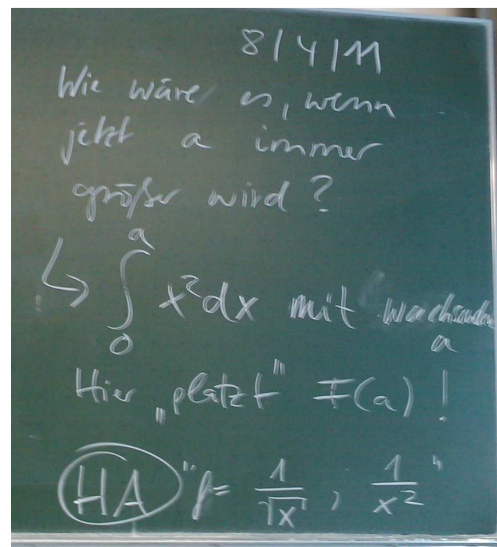 8/4/11
Wie wäre es, wenn
jetzt a immer
größer wird?
↳ ∫₀ᵃ x²dx mit wachsendem
a
Hier „platzt" F(a) !
HA "f= 1/√x , 1/x² "